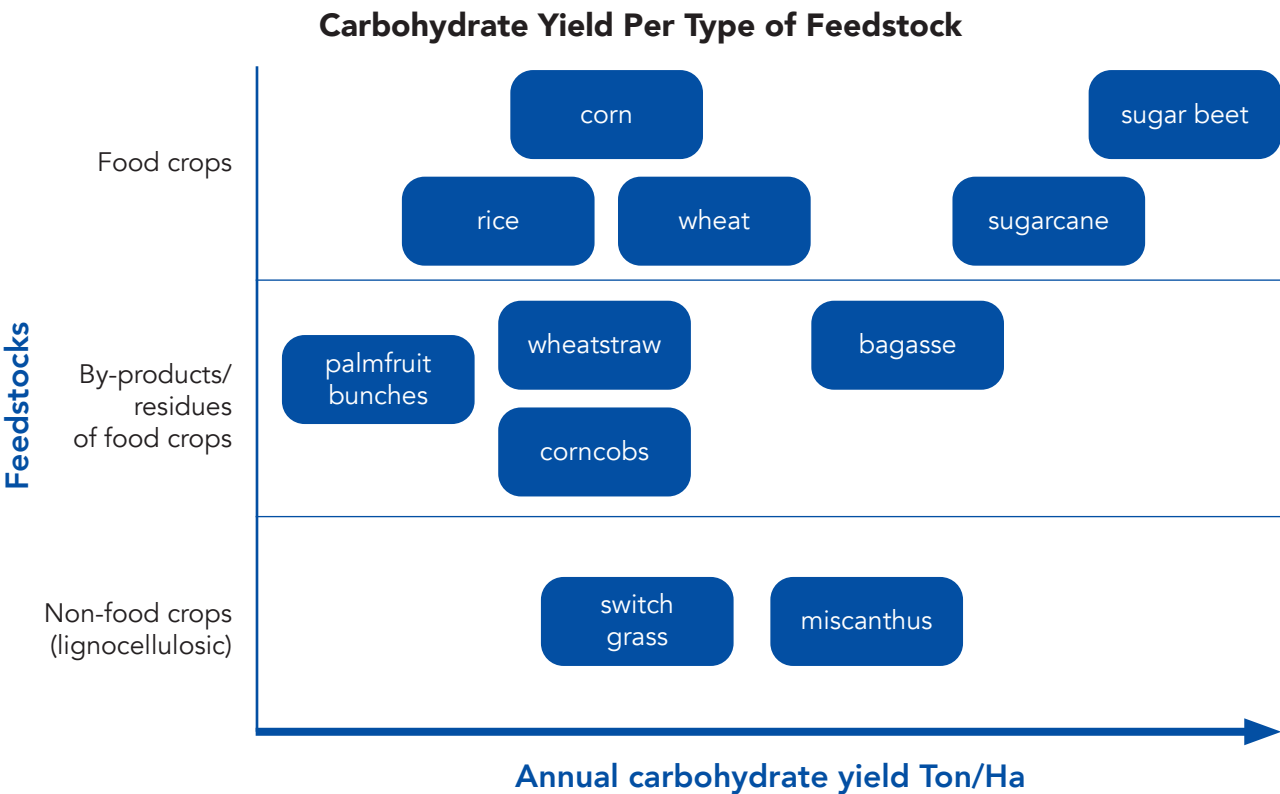 Carbohydrate Yield Per Type of Feedstock
Feedstocks
Food crops
corn
sugar beet
rice
wheat
sugarcane
By-products/
residues
of food crops
palmfruit
bunches
wheatstraw
bagasse
corncobs
Non-food crops
(lignocellulosic)
switch
grass
miscanthus
Annual carbohydrate yield Ton/Ha